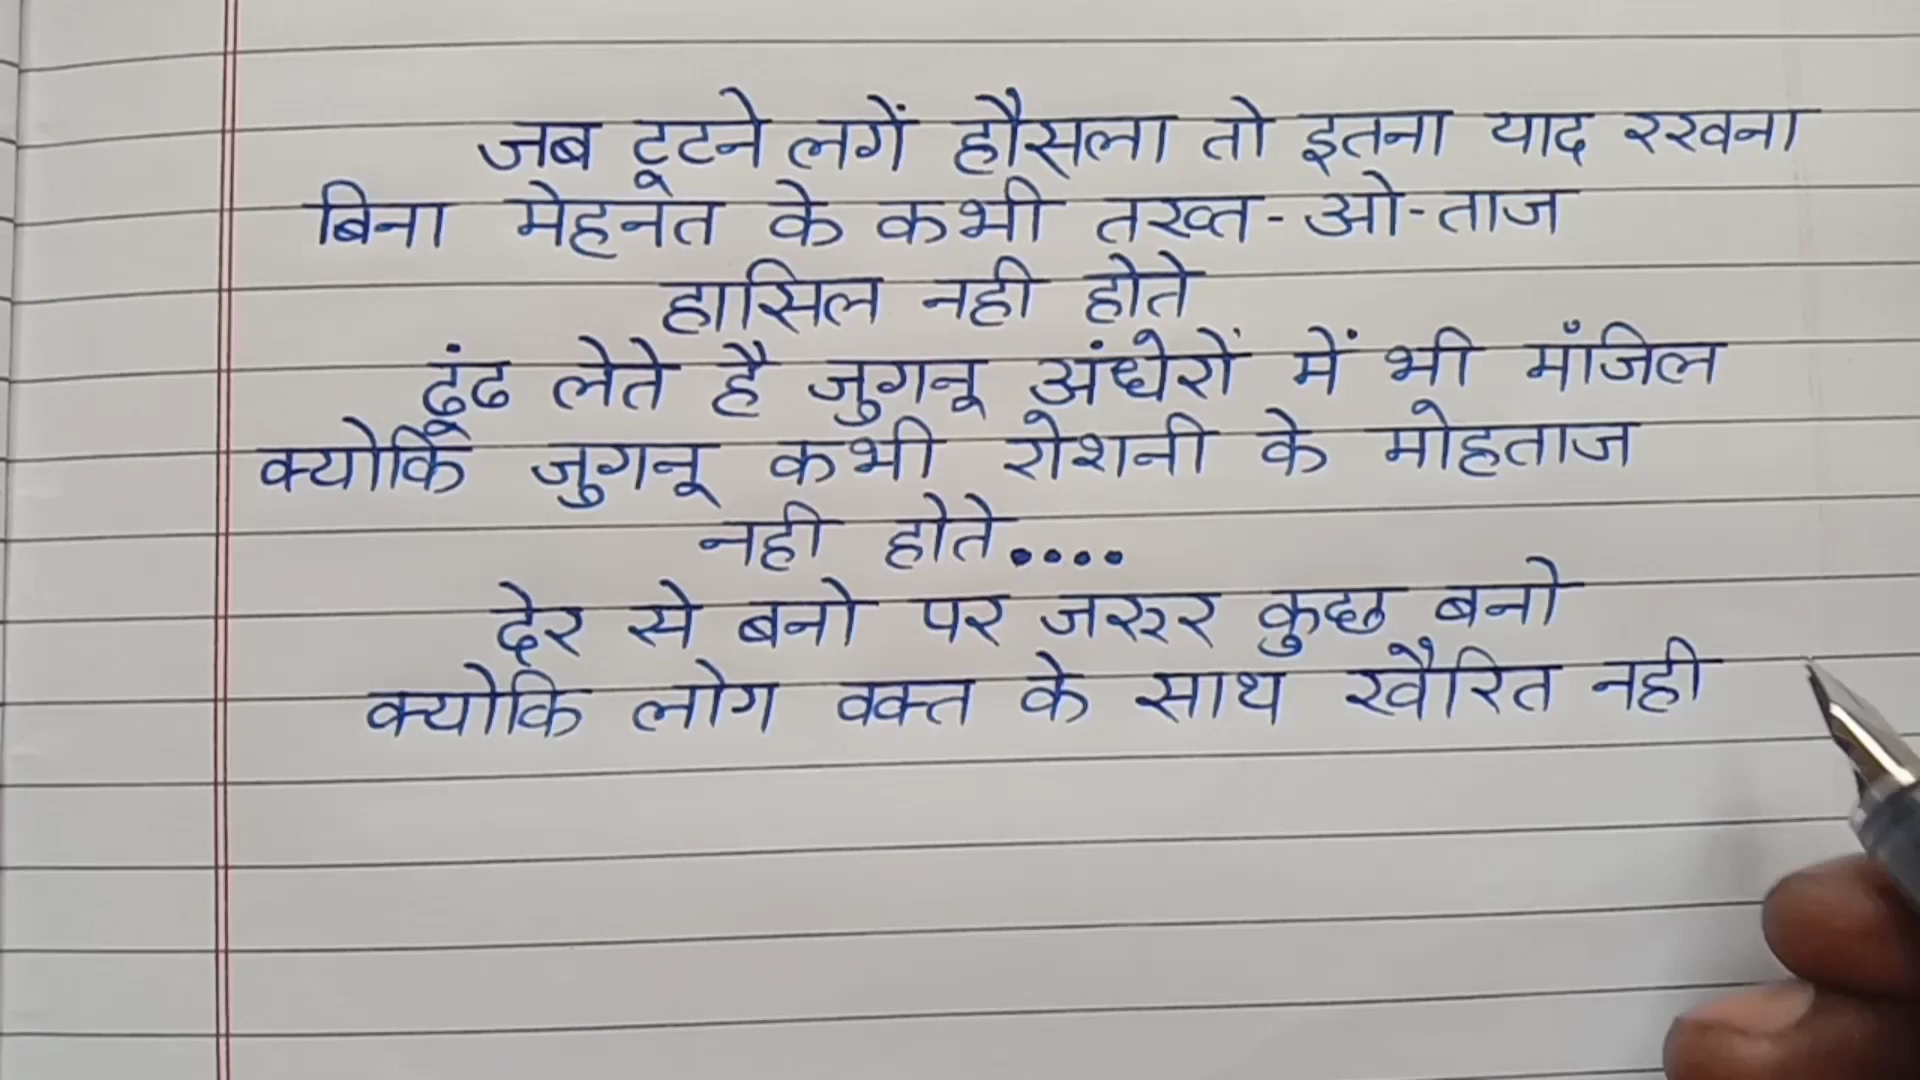 जब टूटने लगें हौसला तो इतना याद रखना
बिना मेहनत के कभी तख्त-ओ-ताज
हासिल नही होते
ढूंढ लेते है जुगनू अंधेरों में भी मँजिल
क्योकि जुगनू कभी रोशनी के मोहताज
नही होते....
देर से बनो पर जरुर कुछ बनो
क्योकि लोग वक्त के साथ खैरित नही